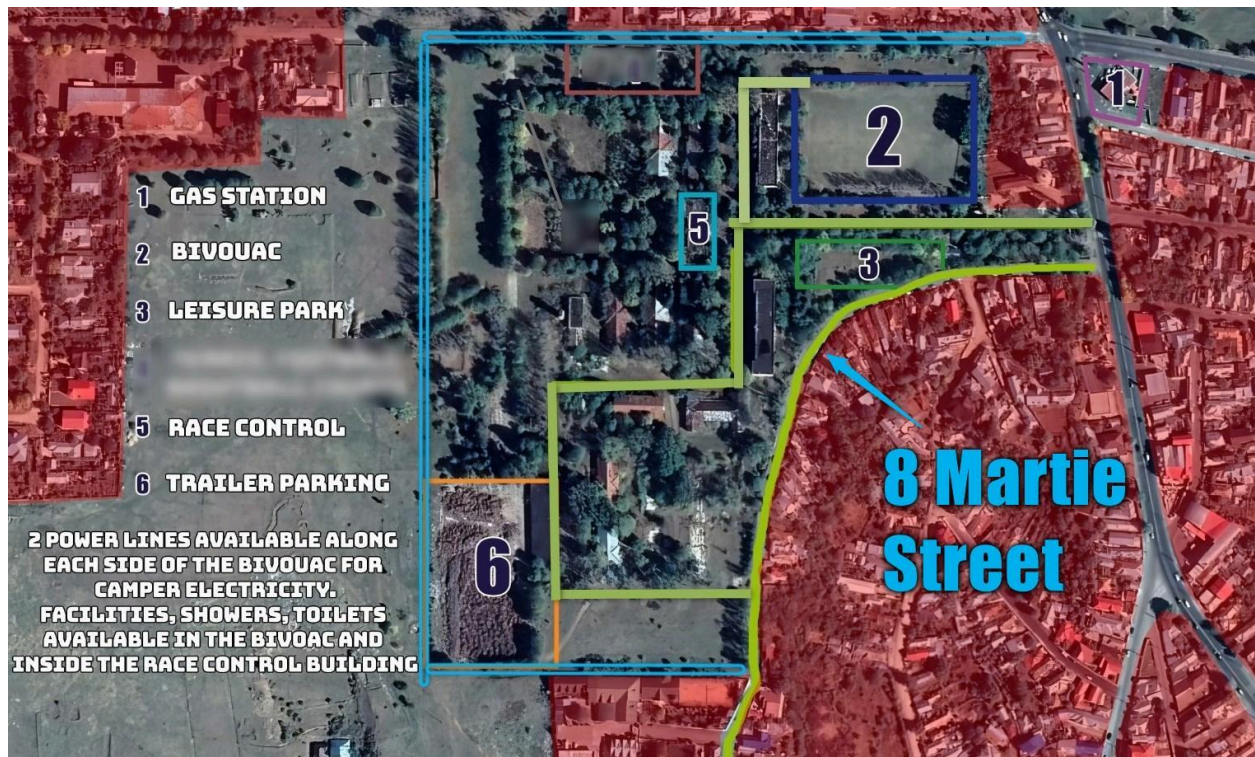 1
2
1 GAS STATION
5
2 BIVOUAC
3
3 LEISURE PARK
5 RACE CONTROL
6 TRAILER PARKING
8 Martie
Street
2 POWER LINES AVAILABLE ALONG
EACH SIDE OF THE BIVOUAC FOR
CAMPER ELECTRICITY.
FACILITIES, SHOWERS, TOILETS
AVAILABLE IN THE BIVOAC AND
INSIDE THE RACE CONTROL BUILDING
6